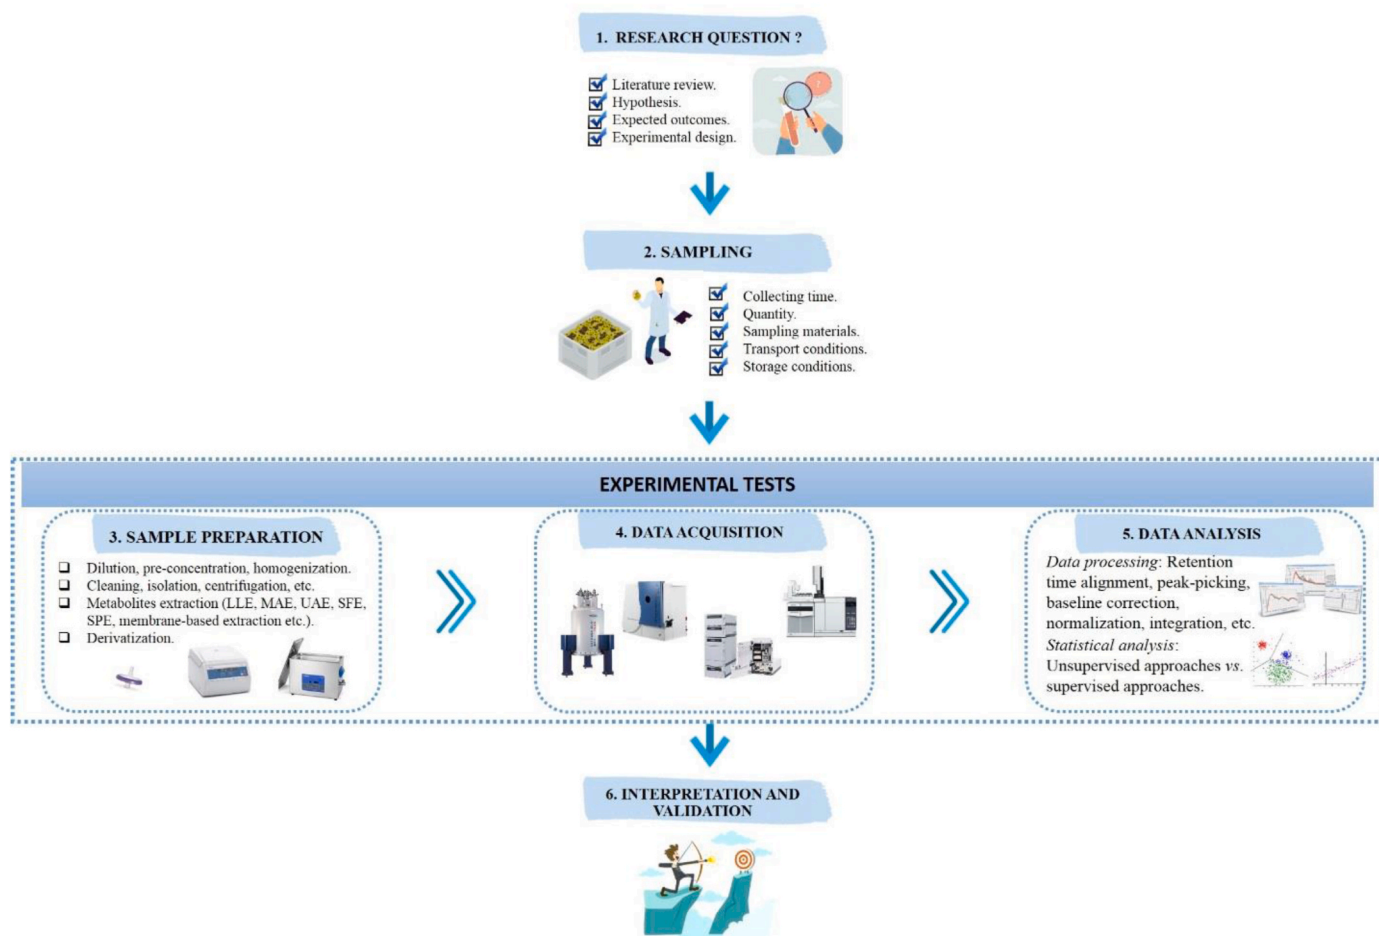 1. RESEARCH QUESTION ?
Literature review.
Hypothesis.
Expected outcomes.
Experimental design.
2. SAMPLING
Collecting time.
Quantity.
Sampling materials.
Transport conditions.
Storage conditions.
EXPERIMENTAL TESTS
3. SAMPLE PREPARATION
Dilution, pre-concentration, homogenization.
Cleaning, isolation, centrifugation, etc.
Metabolites extraction (LLE, MAE, UAE, SFE,
SPE, membrane-based extraction etc.).
Derivatization.
4. DATA ACQUISITION
5. DATA ANALYSIS
Data processing: Retention
time alignment, peak-picking,
baseline correction,
normalization, integration, etc.
Statistical analysis:
Unsupervised approaches vs.
supervised approaches.
6. INTERPRETATION AND
VALIDATION